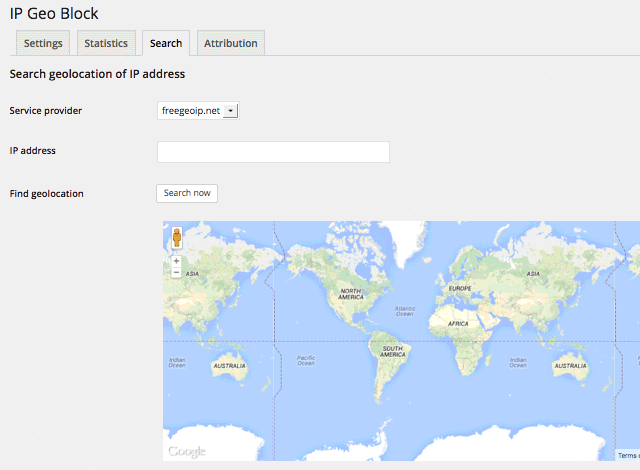 IP Geo Block
Settings Statistics Search Attribution
Search geolocation of IP address
Service provider freegeoip.net
IP address
Find geolocation Search now
+
−
ASIA
NORTH
AMERICA
EUROPE
ASIA
Atlantic
Ocean
AFRICA
SOUTH
AMERICA
Indian
Ocean
Pacific
Ocean
Indian
Ocean
AUSTRALIA
AUSTRALIA
Google
Terms